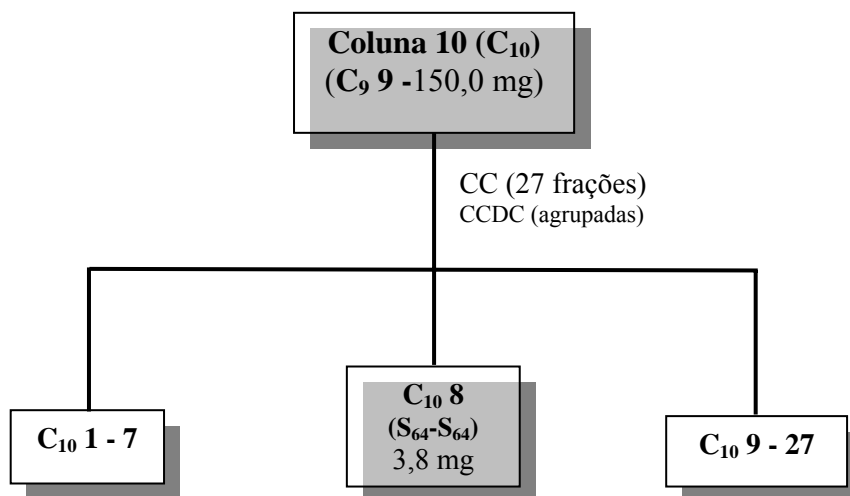 Coluna 10 (C₁₀)
(C₉ 9 -150,0 mg)
CC (27 frações)
CCDC (agrupadas)
C₁₀ 1 - 7
C₁₀ 8
(S₆₄-S₆₄)
3,8 mg
C₁₀ 9 - 27